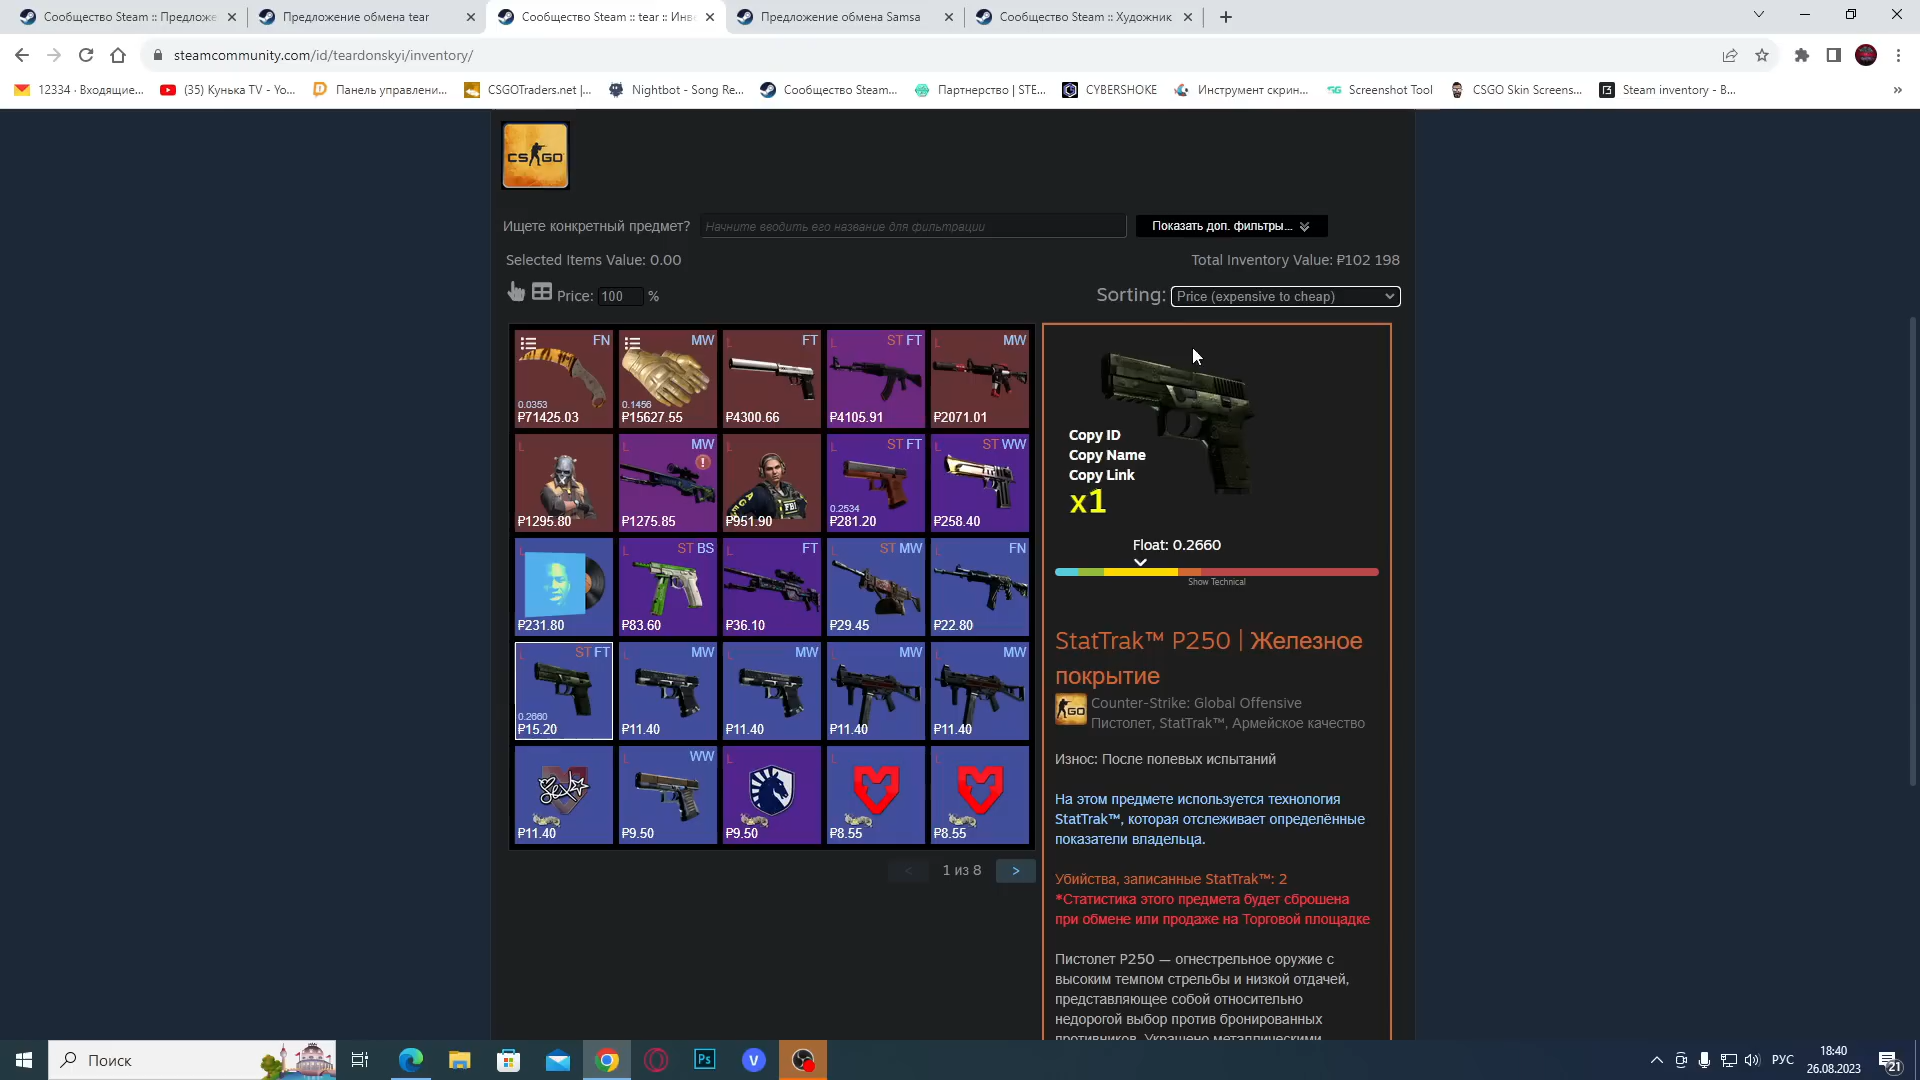 Сообщество Steam :: Предложе
Предложение обмена tear
Сообщество Steam :: tear :: Инве
Предложение обмена Samsa
Сообщество Steam :: Художник
steamcommunity.com/id/teardonskyi/inventory/
12334 · Входящие...
(35) Кунька TV - Yo...
Панель управлени...
CSGOTraders.net |...
Nightbot - Song Re...
Сообщество Steam...
Партнерство | STE...
CYBERSHOKE
Инструмент скрин...
Screenshot Tool
CSGO Skin Screens...
Steam inventory - B...
»
CS GO
Ищете конкретный предмет?
Начните вводить его название для фильтрации
Показать доп. фильтры...
Selected Items Value: 0.00
Total Inventory Value: ₽102 198
Price: 100 %
Sorting: Price (expensive to cheap)
FN
0.0353
₽71425.03
MW
0.1456
₽15627.55
L FT
₽4300.66
L ST FT
₽4105.91
L MW
₽2071.01
L
₽1295.80
L MW
₽1275.85
L
FBI
₽951.90
L ST FT
0.2534
₽281.20
L ST WW
₽258.40
L
₽231.80
L ST BS
₽83.60
L FT
₽36.10
L ST MW
₽29.45
L FN
₽22.80
L ST FT
0.2660
₽15.20
L MW
₽11.40
L MW
₽11.40
L MW
₽11.40
L MW
₽11.40
L
₽11.40
L WW
₽9.50
L
₽9.50
L
₽8.55
L
₽8.55
<
1 из 8
>
Copy ID
Copy Name
Copy Link
x1
Float: 0.2660
Show Technical
StatTrak™ P250 | Железное
покрытие
GO
Counter-Strike: Global Offensive
Пистолет, StatTrak™, Армейское качество
Износ: После полевых испытаний
На этом предмете используется технология
StatTrak™, которая отслеживает определённые
показатели владельца.
Убийства, записанные StatTrak™: 2
*Статистика этого предмета будет сброшена
при обмене или продаже на Торговой площадке
Пистолет P250 — огнестрельное оружие с
высоким темпом стрельбы и низкой отдачей,
представляющее собой относительно
недорогой выбор против бронированных
противников. Украшено металлическими
Поиск
Ps
V
РУС
18:40
26.08.2023
21